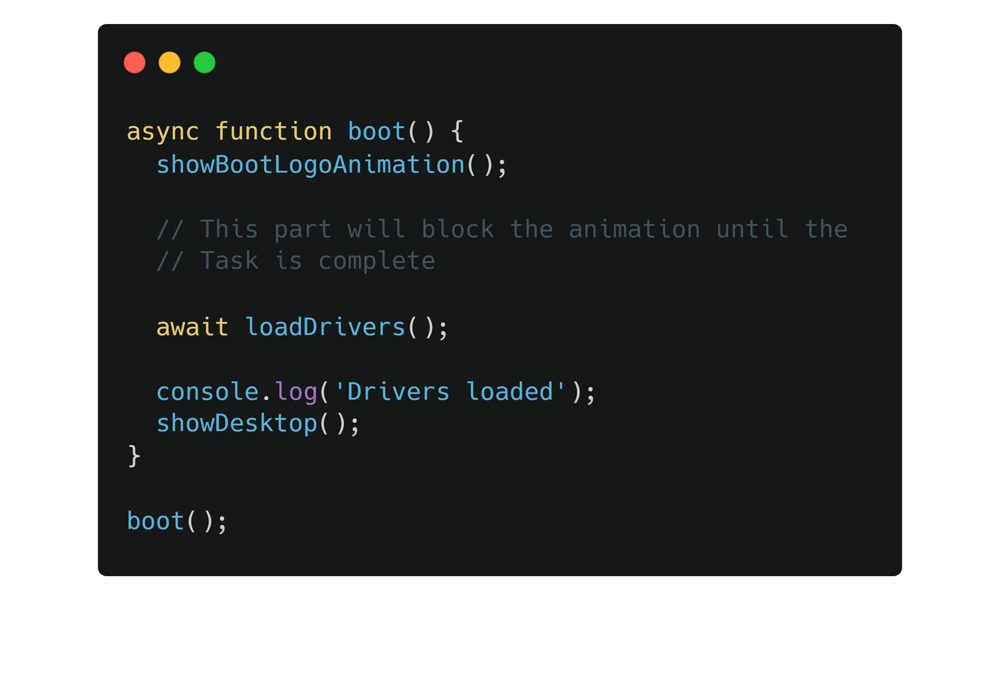 async function boot() {
  showBootLogoAnimation();
  // This part will block the animation until the
  // Task is complete
  await loadDrivers();
  console.log('Drivers loaded');
  showDesktop();
}
boot();